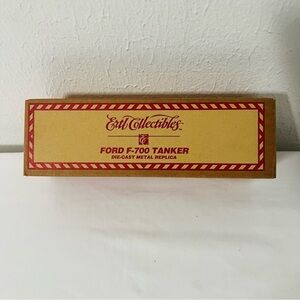 Ertl Collectibles
FORD F-700 TANKER
DIE-CAST METAL REPLICA